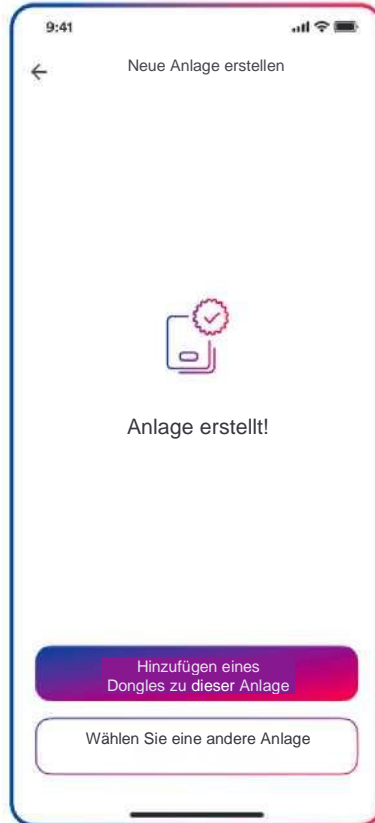 9:41
Neue Anlage erstellen
Anlage erstellt!
Hinzufügen eines
Dongles zu dieser Anlage
Wählen Sie eine andere Anlage